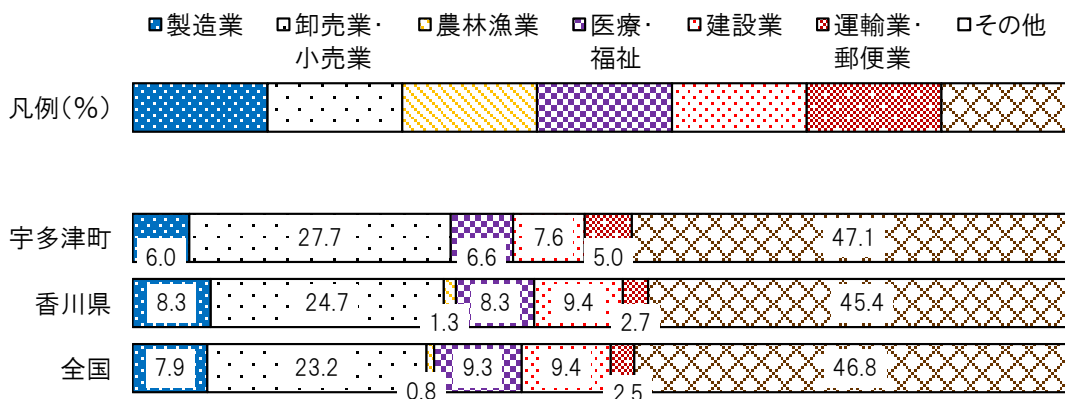 製造業 卸売業・ 農林漁業 医療・ 建設業 運輸業・ その他
小売業 福祉 郵便業
凡例(%)
宇多津町 6.0 27.7 6.6 7.6 5.0 47.1
香川県 8.3 24.7 1.3 8.3 9.4 2.7 45.4
全国 7.9 23.2 0.8 9.3 9.4 2.5 46.8